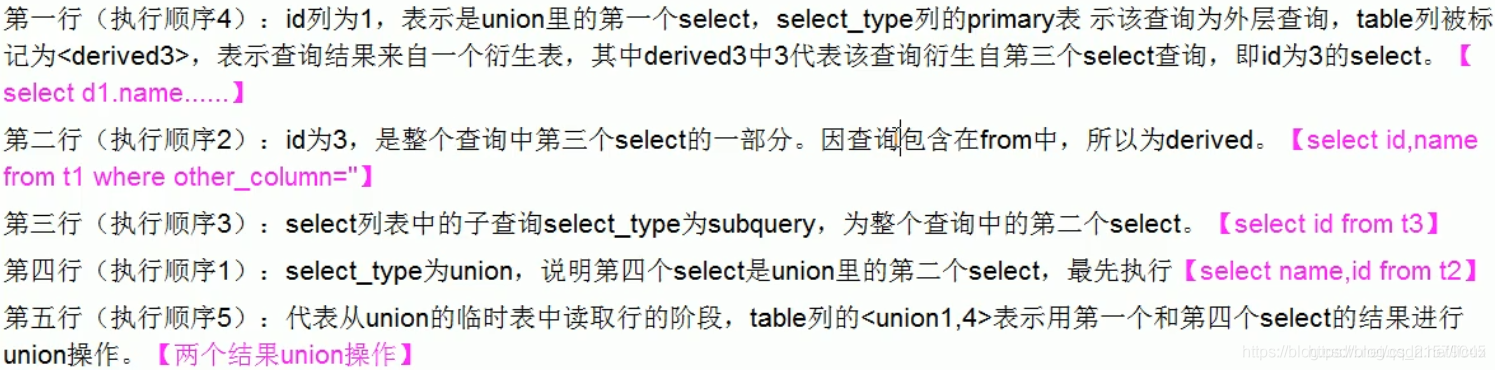 第一行（执行顺序4）：id列为1，表示是union里的第一个select，select_type列的primary表 示该查询为外层查询，table列被标
记为<derived3>，表示查询结果来自一个衍生表，其中derived3中3代表该查询衍生自第三个select查询，即id为3的select。【
select d1.name......】
第二行（执行顺序2）：id为3，是整个查询中第三个select的一部分。因查询包含在from中，所以为derived。【select id,name
from t1 where other_column=''】
第三行（执行顺序3）：select列表中的子查询select_type为subquery，为整个查询中的第二个select。【select id from t3】
第四行（执行顺序1）：select_type为union，说明第四个select是union里的第二个select，最先执行【select name,id from t2】
第五行（执行顺序5）：代表从union的临时表中读取行的阶段，table列的<union1,4>表示用第一个和第四个select的结果进行
union操作。【两个结果union操作】